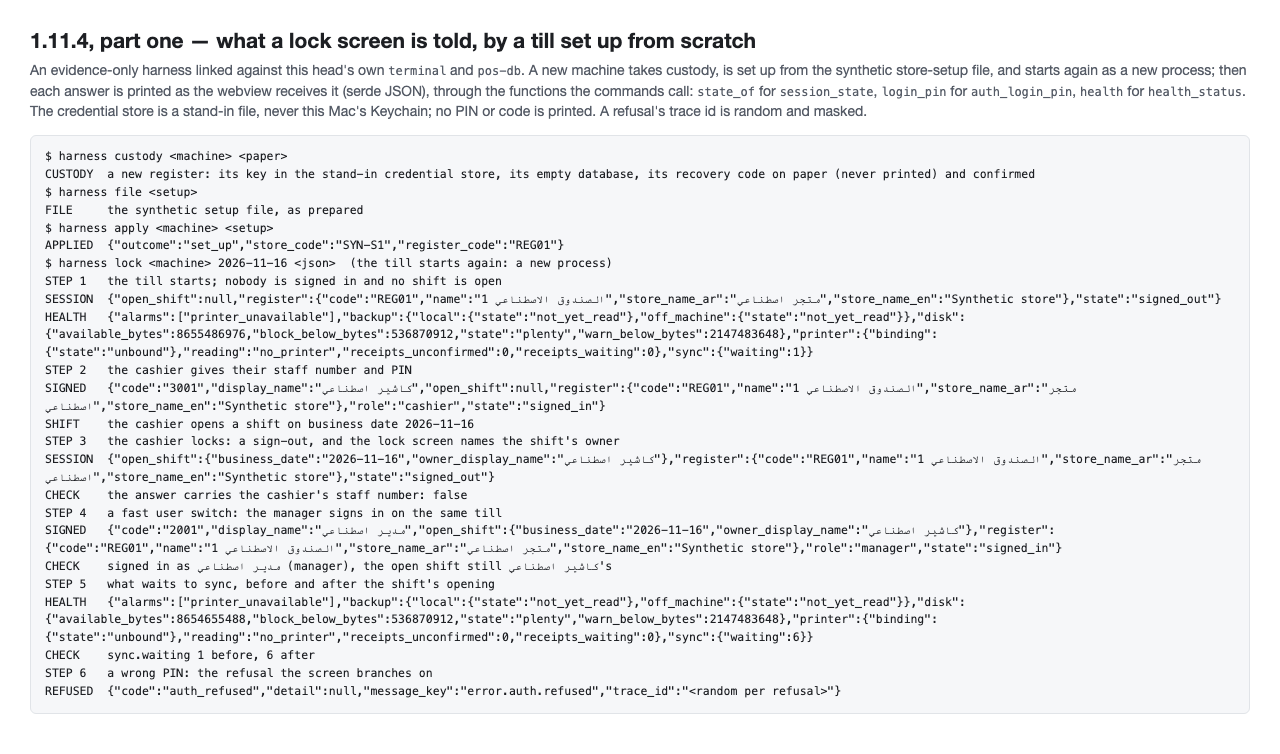 1.11.4, part one — what a lock screen is told, by a till set up from scratch
An evidence-only harness linked against this head's own terminal and pos-db. A new machine takes custody, is set up from the synthetic store-setup file, and starts again as a new process; then
each answer is printed as the webview receives it (serde JSON), through the functions the commands call: state_of for session_state, login_pin for auth_login_pin, health for health_status.
The credential store is a stand-in file, never this Mac's Keychain; no PIN or code is printed. A refusal's trace id is random and masked.
$ harness custody <machine> <paper>
CUSTODY a new register: its key in the stand-in credential store, its empty database, its recovery code on paper (never printed) and confirmed
$ harness file <setup>
FILE the synthetic setup file, as prepared
$ harness apply <machine> <setup>
APPLIED {"outcome":"set_up","store_code":"SYN-S1","register_code":"REG01"}
$ harness lock <machine> 2026-11-16 <json> (the till starts again: a new process)
STEP 1 the till starts; nobody is signed in and no shift is open
SESSION {"open_shift":null,"register":{"code":"REG01","name":"الصندوق الاصطناعي 1","store_name_ar":"متجر اصطناعي","store_name_en":"Synthetic store"},"state":"signed_out"}
HEALTH {"alarms":["printer_unavailable"],"backup":{"local":{"state":"not_yet_read"},"off_machine":{"state":"not_yet_read"}},"disk":
{"available_bytes":8655486976,"block_below_bytes":536870912,"state":"plenty","warn_below_bytes":2147483648},"printer":{"binding":
{"state":"unbound"},"reading":"no_printer","receipts_unconfirmed":0,"receipts_waiting":0},"sync":{"waiting":1}}
STEP 2 the cashier gives their staff number and PIN
SIGNED {"code":"3001","display_name":"كاشير اصطناعي","open_shift":null,"register":{"code":"REG01","name":"الصندوق الاصطناعي 1","store_name_ar":"متجر
اصطناعي","store_name_en":"Synthetic store"},"role":"cashier","state":"signed_in"}
SHIFT the cashier opens a shift on business date 2026-11-16
STEP 3 the cashier locks: a sign-out, and the lock screen names the shift's owner
SESSION {"open_shift":{"business_date":"2026-11-16","owner_display_name":"كاشير اصطناعي"},"register":{"code":"REG01","name":"الصندوق الاصطناعي 1","store_name_ar":"متجر
اصطناعي","store_name_en":"Synthetic store"},"state":"signed_out"}
CHECK the answer carries the cashier's staff number: false
STEP 4 a fast user switch: the manager signs in on the same till
SIGNED {"code":"2001","display_name":"مدير اصطناعي","open_shift":{"business_date":"2026-11-16","owner_display_name":"كاشير اصطناعي"},"register":
{"code":"REG01","name":"الصندوق الاصطناعي 1","store_name_ar":"متجر اصطناعي","store_name_en":"Synthetic store"},"role":"manager","state":"signed_in"}
CHECK signed in as مدير اصطناعي (manager), the open shift still كاشير اصطناعي's
STEP 5 what waits to sync, before and after the shift's opening
HEALTH {"alarms":["printer_unavailable"],"backup":{"local":{"state":"not_yet_read"},"off_machine":{"state":"not_yet_read"}},"disk":
{"available_bytes":8654655488,"block_below_bytes":536870912,"state":"plenty","warn_below_bytes":2147483648},"printer":{"binding":
{"state":"unbound"},"reading":"no_printer","receipts_unconfirmed":0,"receipts_waiting":0},"sync":{"waiting":6}}
CHECK sync.waiting 1 before, 6 after
STEP 6 a wrong PIN: the refusal the screen branches on
REFUSED {"code":"auth_refused","detail":null,"message_key":"error.auth.refused","trace_id":"<random per refusal>"}